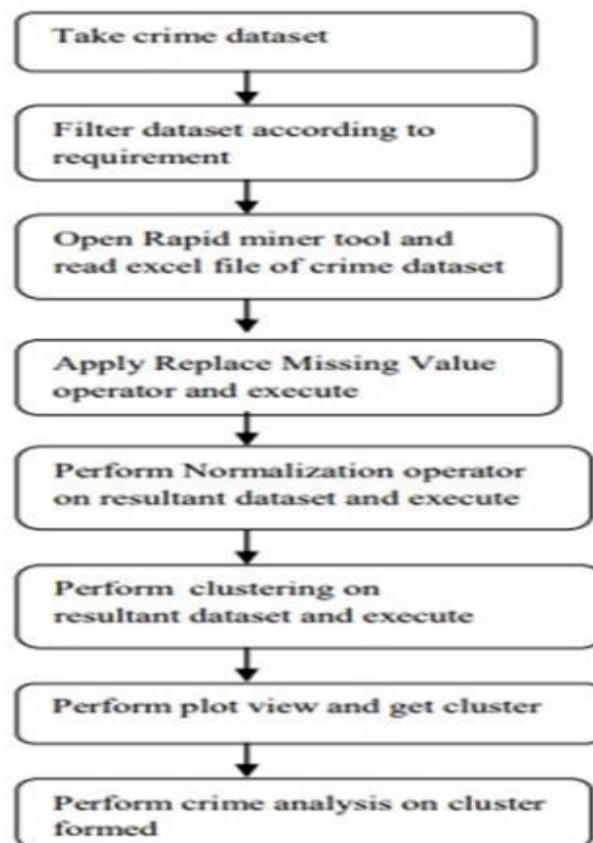 Take crime dataset
Filter dataset according to
requirement
Open Rapid miner tool and
read excel file of crime dataset
Apply Replace Missing Value
operator and execute
Perform Normalization operator
on resultant dataset and execute
Perform clustering on
resultant dataset and execute
Perform plot view and get cluster
Perform crime analysis on cluster
formed